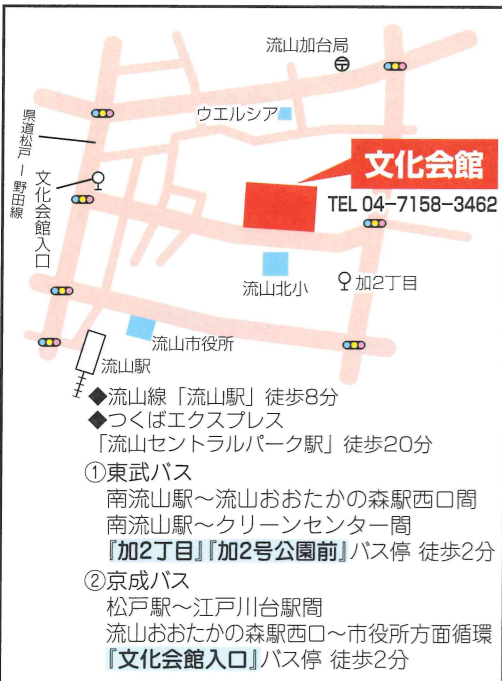 流山加台局
ウエルシア
県道松戸ー野田線
文化会館入口
文化会館
TEL 04-7158-3462
流山北小
加2丁目
流山市役所
流山駅
◆流山線「流山駅」徒歩8分
◆つくばエクスプレス
「流山セントラルパーク駅」徒歩20分
①東武バス
南流山駅～流山おおたかの森駅西口間
南流山駅～クリーンセンター間
『加2丁目』『加2号公園前』バス停 徒歩2分
②京成バス
松戸駅～江戸川台駅間
流山おおたかの森駅西口～市役所方面循環
『文化会館入口』バス停 徒歩2分